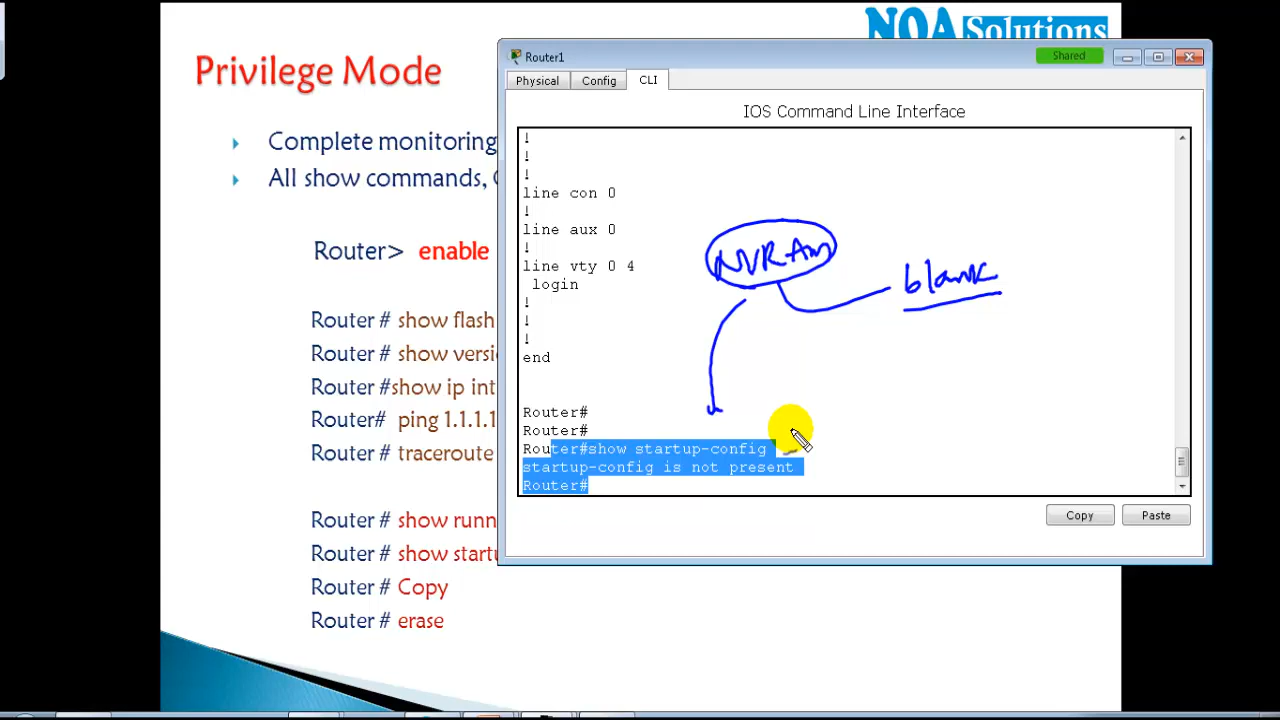 NOA Solutions
Privilege Mode
Complete monitoring
All show commands,
Router> enable
Router # show flash
Router # show versi
Router #show ip int
Router# ping 1.1.1.1
Router # traceroute
Router # show runn
Router # show startu
Router # Copy
Router # erase
Router1
Shared
Physical
Config
CLI
IOS Command Line Interface
!
!
!
line con 0
!
line aux 0
!
line vty 0 4
login
!
!
!
end
Router#
Router#
Router#show startup-config
startup-config is not present
Router#
NVRAM
blank
Copy
Paste